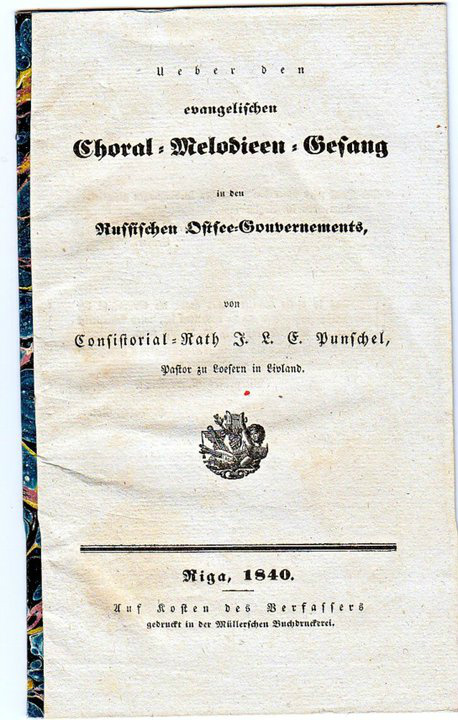 Ueber den
evangelischen
Choral-Melodieen-Gesang
in den
Russischen Ostsee-Gouvernements,
von
Consistorial-Rath J. L. E. Punschel,
Pastor zu Loesern in Livland.
Riga, 1840.
Auf Kosten des Verfassers
gedruckt in der Müllerschen Buchdruckerei.